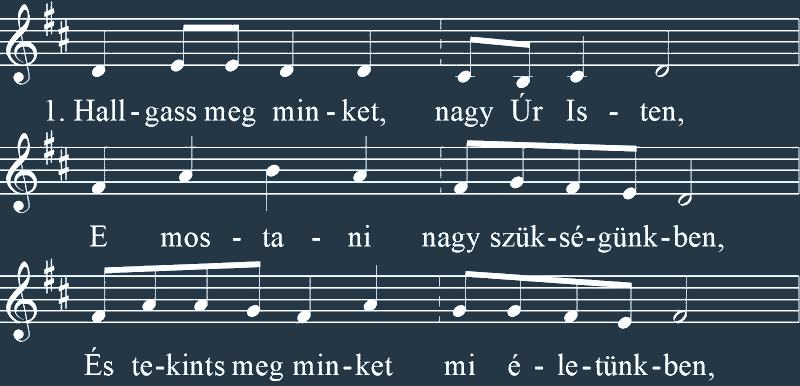 1. Hall - gass meg min - ket, nagy Úr Is - ten,
E mos - ta - ni nagy szük-sé-günk-ben,
És te-kints meg min-ket mi é - le-tünk-ben,